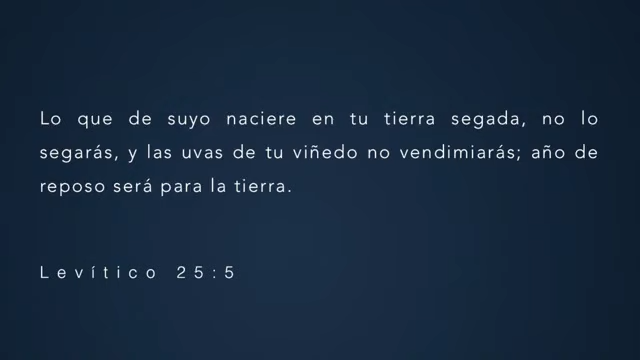 Lo que de suyo naciere en tu tierra segada, no lo
segarás, y las uvas de tu viñedo no vendimiarás; año de
reposo será para la tierra.
Levítico 25:5